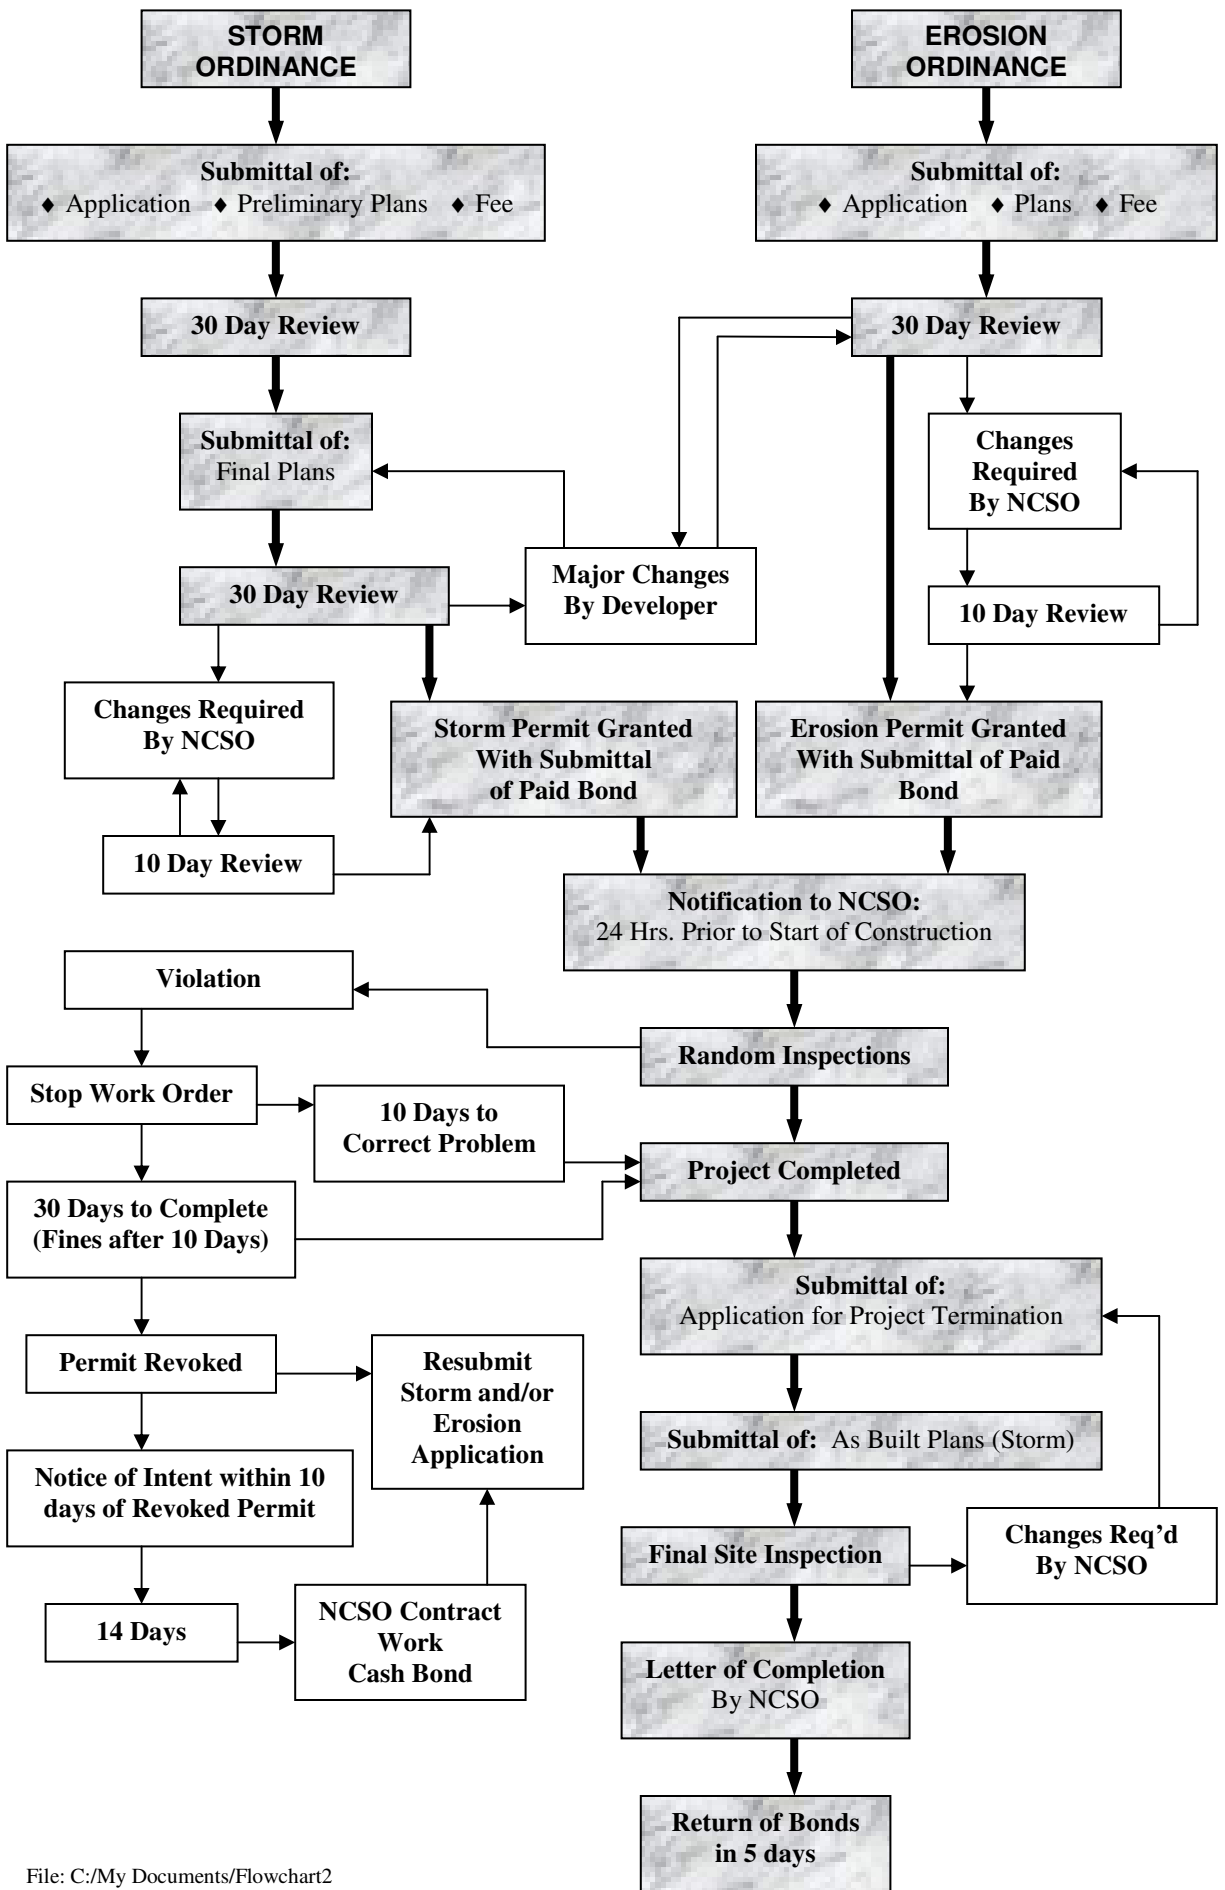 STORM
ORDINANCE
EROSION
ORDINANCE
Submittal of:
♦ Application ♦ Preliminary Plans ♦ Fee
Submittal of:
♦ Application ♦ Plans ♦ Fee
30 Day Review
30 Day Review
Submittal of:
Final Plans
Changes
Required
By NCSO
30 Day Review
Major Changes
By Developer
10 Day Review
Changes Required
By NCSO
Storm Permit Granted
With Submittal
of Paid Bond
Erosion Permit Granted
With Submittal of Paid
Bond
10 Day Review
Notification to NCSO:
24 Hrs. Prior to Start of Construction
Violation
Random Inspections
Stop Work Order
10 Days to
Correct Problem
Project Completed
30 Days to Complete
(Fines after 10 Days)
Submittal of:
Application for Project Termination
Permit Revoked
Resubmit
Storm and/or
Erosion
Application
Submittal of: As Built Plans (Storm)
Notice of Intent within 10
days of Revoked Permit
Final Site Inspection
Changes Req’d
By NCSO
14 Days
NCSO Contract
Work
Cash Bond
Letter of Completion
By NCSO
Return of Bonds
in 5 days
File: C:/My Documents/Flowchart2